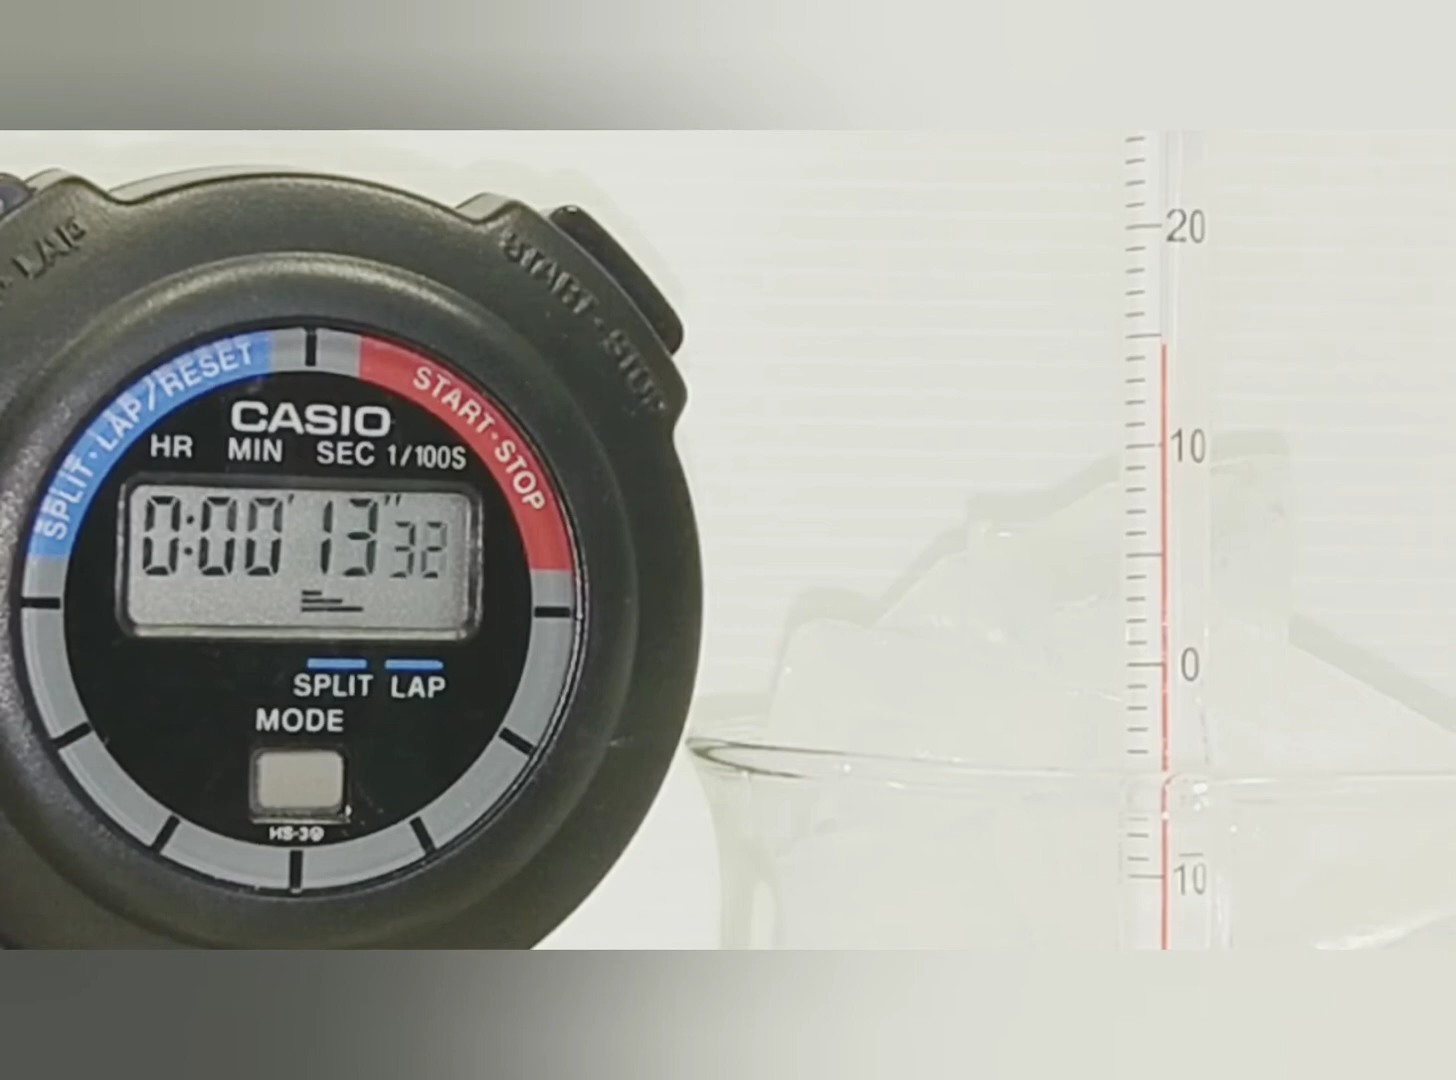 LAP
START·STOP
SPLIT·LAP/RESET
START·STOP
CASIO
HR MIN SEC 1/100S
0:00'13"32
SPLIT LAP
MODE
HS-30
20
10
0
10